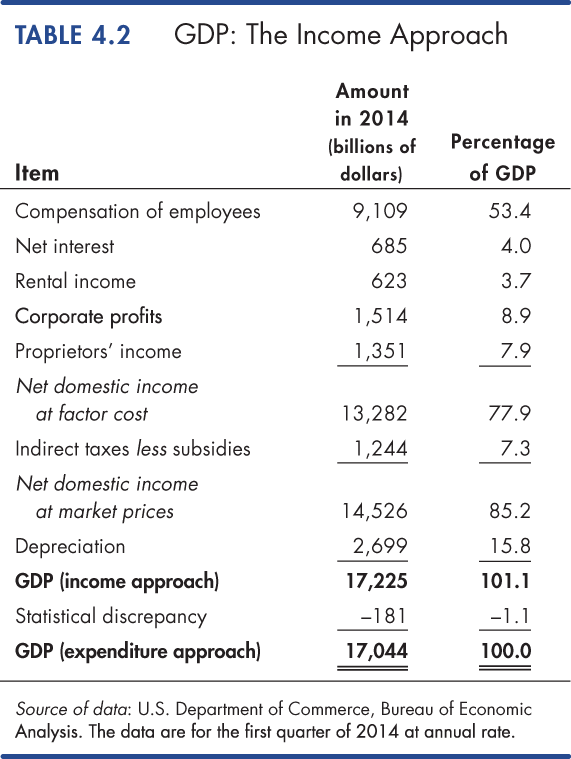 TABLE 4.2 GDP: The Income Approach
Item Amount in 2014 (billions of dollars) Percentage of GDP
Compensation of employees 9,109 53.4
Net interest 685 4.0
Rental income 623 3.7
Corporate profits 1,514 8.9
Proprietors’ income 1,351 7.9
Net domestic income
at factor cost 13,282 77.9
Indirect taxes less subsidies 1,244 7.3
Net domestic income
at market prices 14,526 85.2
Depreciation 2,699 15.8
GDP (income approach) 17,225 101.1
Statistical discrepancy –181 –1.1
GDP (expenditure approach) 17,044 100.0
Source of data: U.S. Department of Commerce, Bureau of Economic
Analysis. The data are for the first quarter of 2014 at annual rate.